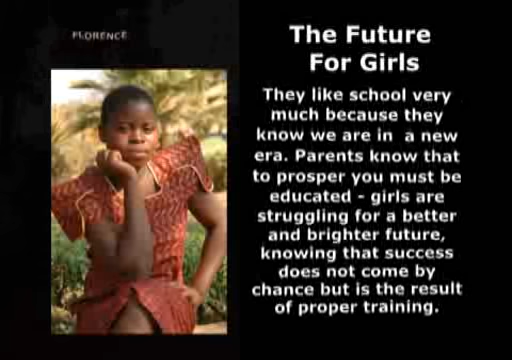 FLORENCE
The Future
For Girls
They like school very
much because they
know we are in a new
era. Parents know that
to prosper you must be
educated - girls are
struggling for a better
and brighter future,
knowing that success
does not come by
chance but is the result
of proper training.